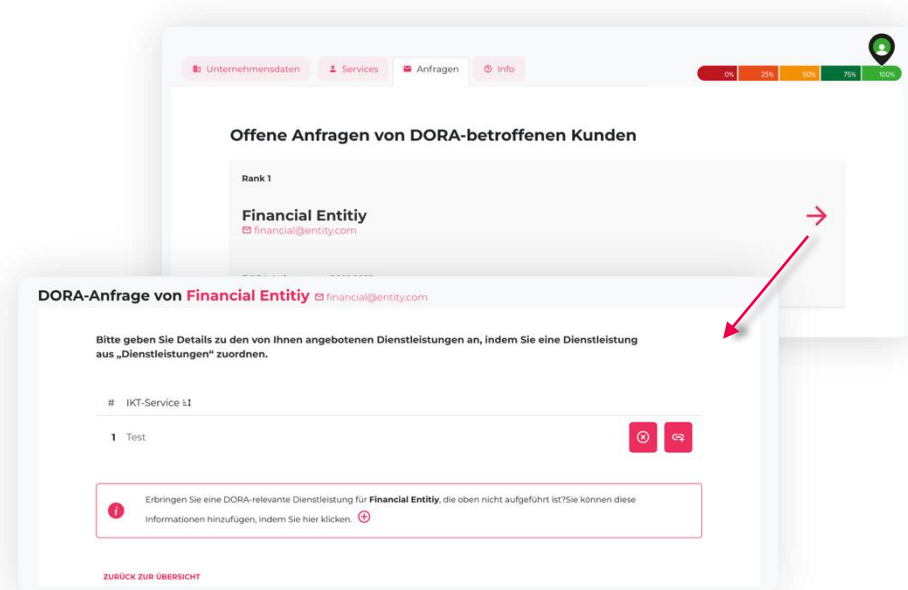 Unternehmensdaten Services Anfragen Info
0% 25% 50% 75% 100%
Offene Anfragen von DORA-betroffenen Kunden
Rank 1
Financial Entitiy
financial@entity.com
DORA-Anfrage von Financial Entitiy financial@entity.com
Bitte geben Sie Details zu den von Ihnen angebotenen Dienstleistungen an, indem Sie eine Dienstleistung
aus „Dienstleistungen“ zuordnen.
# IKT-Service
1 Test
Erbringen Sie eine DORA-relevante Dienstleistung für Financial Entitiy, die oben nicht aufgeführt ist?Sie können diese
Informationen hinzufügen, indem Sie hier klicken.
ZURÜCK ZUR ÜBERSICHT